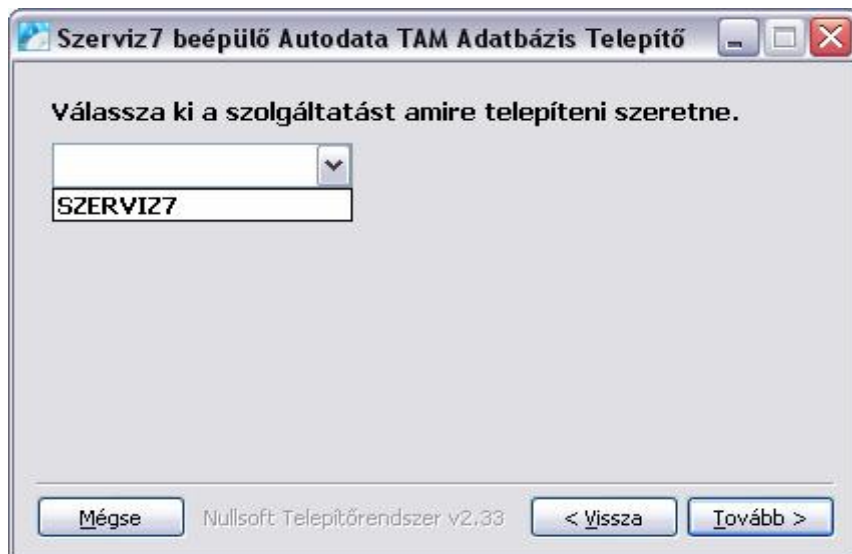 Szerviz7 beépülő Autodata TAM Adatbázis Telepítő
Válassza ki a szolgáltatást amire telepíteni szeretne.
SZERVIZ7
Mégse Nullsoft Telepítőrendszer v2.33 < Vissza Tovább >